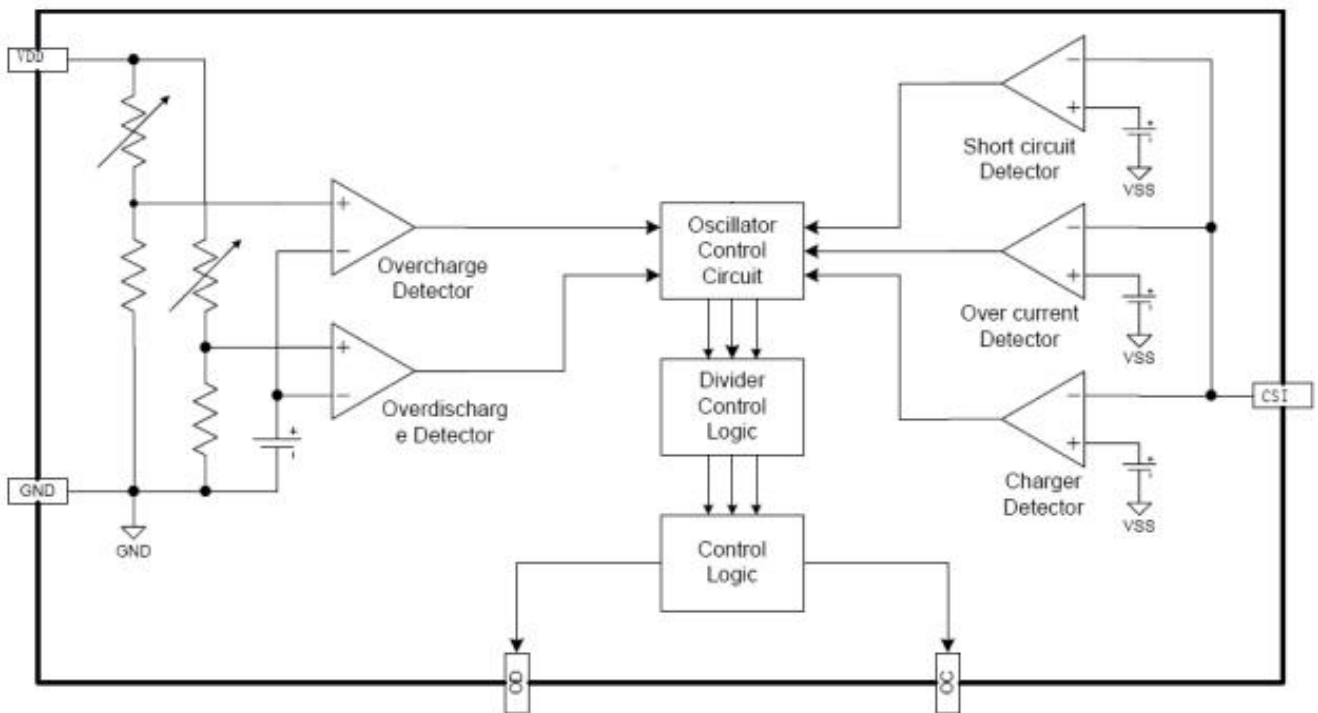 VDD
Short circuit
Detector
VSS
Overcharge
Detector
Oscillator
Control
Circuit
Over current
Detector
VSS
Overdischarg
e Detector
Divider
Control
Logic
CSI
GND
GND
Charger
Detector
VSS
Control
Logic
OD
OC